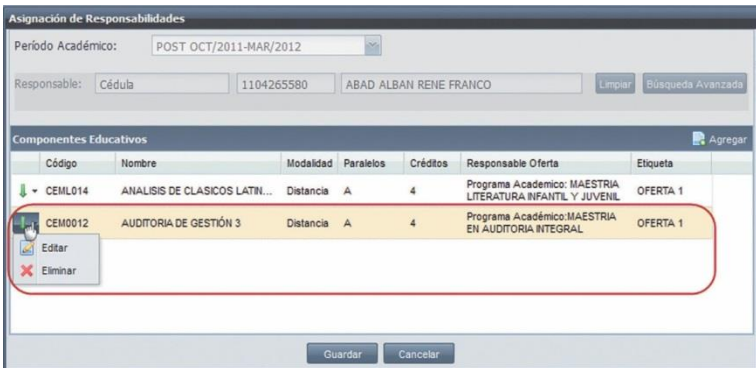 Asignación de Responsabilidades
Período Académico: POST OCT/2011-MAR/2012
Responsable: Cédula 1104265580 ABAD ALBAN RENE FRANCO Limpiar Búsqueda Avanzada
Componentes Educativos Agregar
Código Nombre Modalidad Paralelos Créditos Responsable Oferta Etiqueta
CEML014 ANALISIS DE CLASICOS LATIN... Distancia A 4 Programa Academico: MAESTRIA LITERATURA INFANTIL Y JUVENIL OFERTA 1
CEM0012 AUDITORIA DE GESTIÓN 3 Distancia A 4 Programa Académico:MAESTRIA EN AUDITORIA INTEGRAL OFERTA 1
Editar
Eliminar
Guardar Cancelar